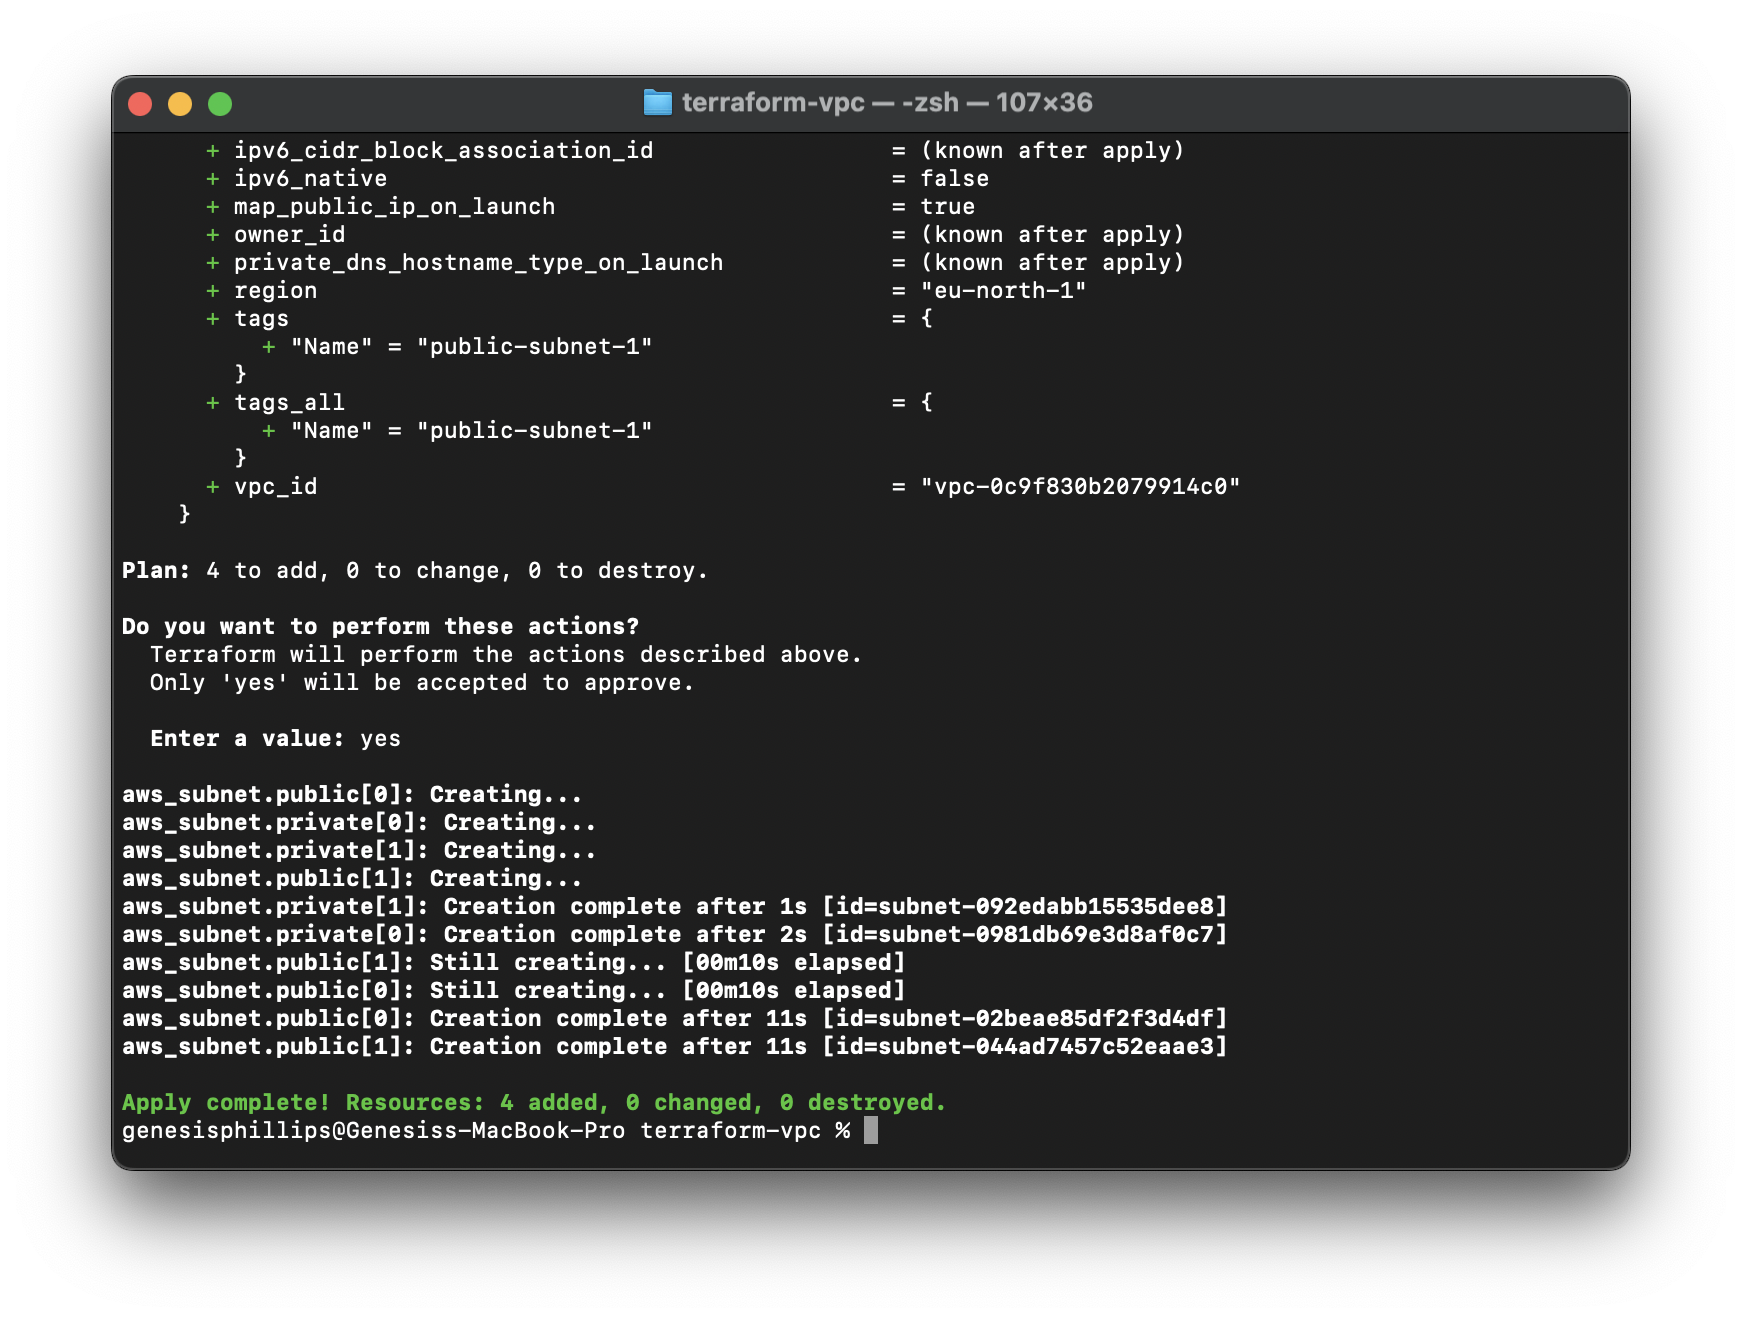 terraform-vpc — -zsh — 107×36
+ ipv6_cidr_block_association_id = (known after apply)
+ ipv6_native = false
+ map_public_ip_on_launch = true
+ owner_id = (known after apply)
+ private_dns_hostname_type_on_launch = (known after apply)
+ region = "eu-north-1"
+ tags = {
+ "Name" = "public-subnet-1"
}
+ tags_all = {
+ "Name" = "public-subnet-1"
}
+ vpc_id = "vpc-0c9f830b2079914c0"
}
Plan: 4 to add, 0 to change, 0 to destroy.
Do you want to perform these actions?
Terraform will perform the actions described above.
Only 'yes' will be accepted to approve.
Enter a value: yes
aws_subnet.public[0]: Creating...
aws_subnet.private[0]: Creating...
aws_subnet.private[1]: Creating...
aws_subnet.public[1]: Creating...
aws_subnet.private[1]: Creation complete after 1s [id=subnet-092edabb15535dee8]
aws_subnet.private[0]: Creation complete after 2s [id=subnet-0981db69e3d8af0c7]
aws_subnet.public[1]: Still creating... [00m10s elapsed]
aws_subnet.public[0]: Still creating... [00m10s elapsed]
aws_subnet.public[0]: Creation complete after 11s [id=subnet-02beae85df2f3d4df]
aws_subnet.public[1]: Creation complete after 11s [id=subnet-044ad7457c52eaae3]
Apply complete! Resources: 4 added, 0 changed, 0 destroyed.
genesisphillips@Genesiss-MacBook-Pro terraform-vpc %